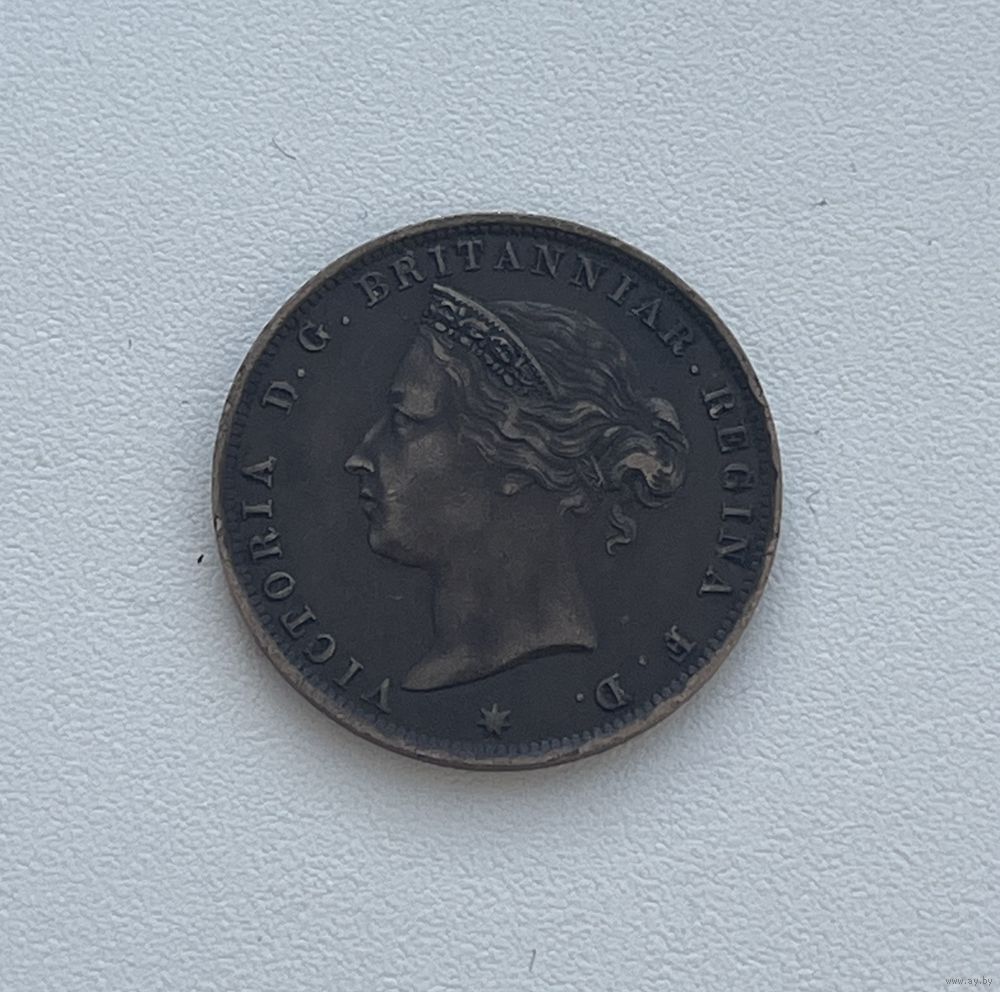 VICTORIA D. G. BRITANNIAR. REGINA F. D.
www.ay.by